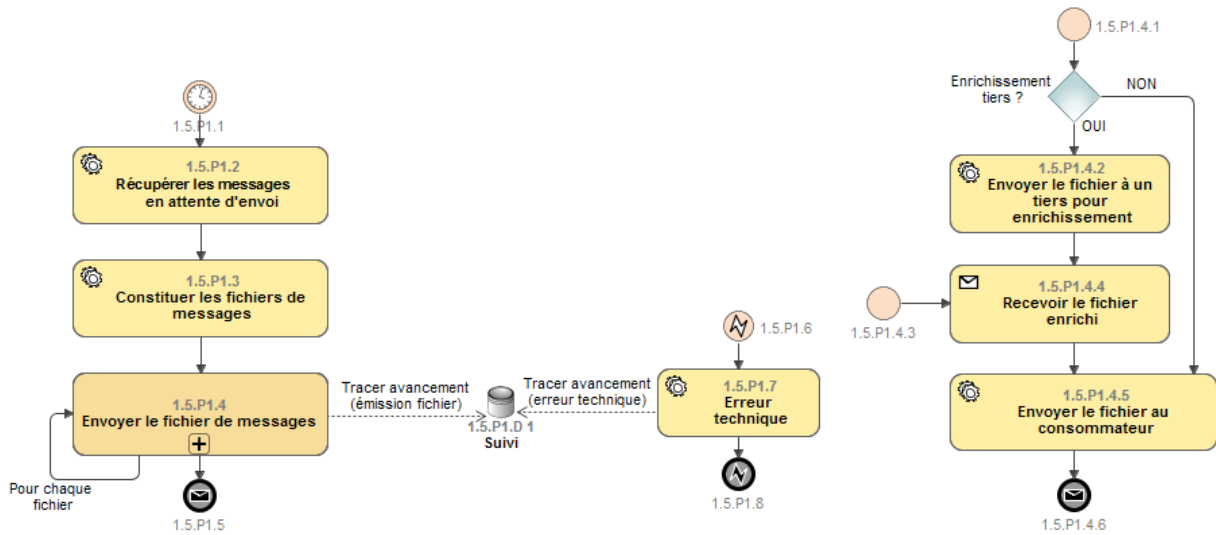 1.5.P1.1
1.5.P1.2
Récupérer les messages
en attente d'envoi
1.5.P1.3
Constituer les fichiers de
messages
1.5.P1.4
Envoyer le fichier de messages
Pour chaque
fichier
1.5.P1.5
Tracer avancement
(émission fichier)
1.5.P1.D 1
Suivi
Tracer avancement
(erreur technique)
1.5.P1.6
1.5.P1.7
Erreur
technique
1.5.P1.8
1.5.P1.4.1
Enrichissement
tiers ?
NON
OUI
1.5.P1.4.2
Envoyer le fichier à un
tiers pour
enrichissement
1.5.P1.4.3
1.5.P1.4.4
Recevoir le fichier
enrichi
1.5.P1.4.5
Envoyer le fichier au
consommateur
1.5.P1.4.6